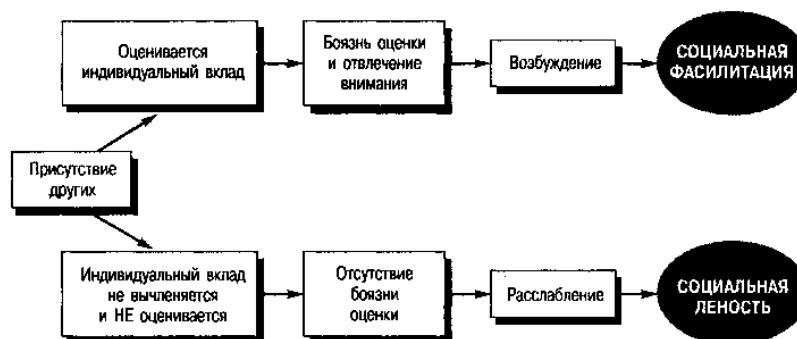 Оценивается
индивидуальный вклад
Боязнь оценки
и отвлечение
внимания
Возбуждение
СОЦИАЛЬНАЯ
ФАСИЛИТАЦИЯ
Присутствие
других
Индивидуальный вклад
не вычленяется
и НЕ оценивается
Отсутствие
боязни
оценки
Расслабление
СОЦИАЛЬНАЯ
ЛЕНОСТЬ